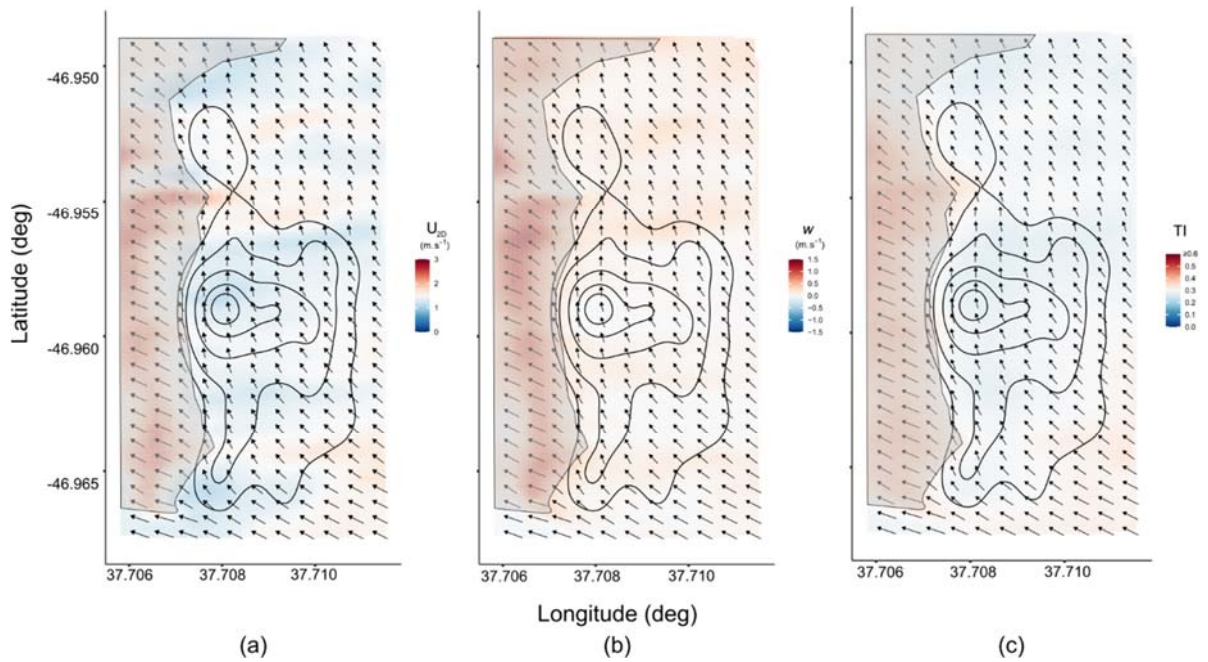 Latitude (deg)
-46.950
-46.955
-46.960
-46.965
U2D
(m.s⁻¹)
3
2
1
0
w
(m.s⁻¹)
1.5
1.0
0.5
0.0
−0.5
−1.0
−1.5
TI
≥0.6
0.5
0.4
0.3
0.2
0.1
0.0
37.706 37.708 37.710
37.706 37.708 37.710
37.706 37.708 37.710
Longitude (deg)
(a) (b) (c)